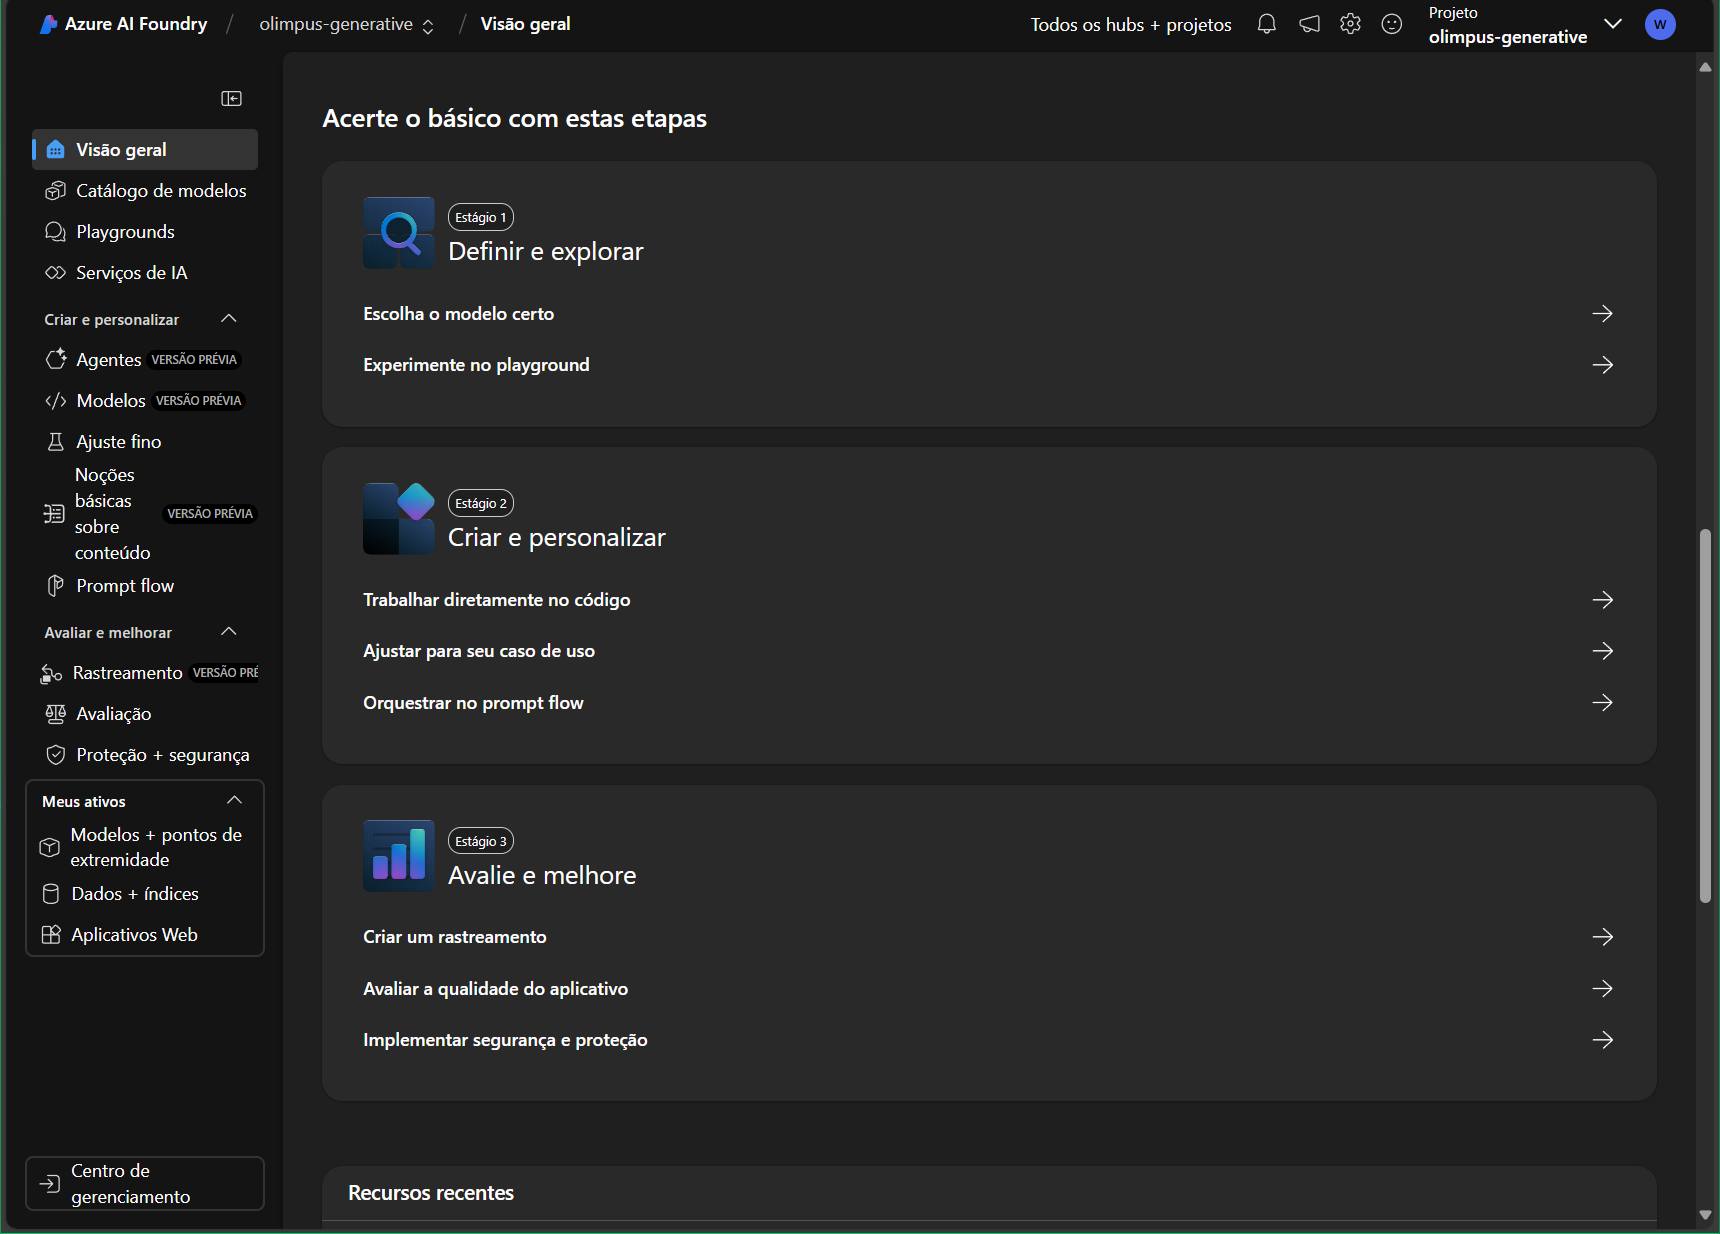 Azure AI Foundry / olimpus-generative / Visão geral
Todos os hubs + projetos
Projeto
olimpus-generative
W
Visão geral
Catálogo de modelos
Playgrounds
Serviços de IA
Criar e personalizar
Agentes VERSÃO PRÉVIA
Modelos VERSÃO PRÉVIA
Ajuste fino
Noções
básicas
sobre
conteúdo
VERSÃO PRÉVIA
Prompt flow
Avaliar e melhorar
Rastreamento VERSÃO PRÉ
Avaliação
Proteção + segurança
Meus ativos
Modelos + pontos de
extremidade
Dados + índices
Aplicativos Web
Centro de
gerenciamento
Acerte o básico com estas etapas
Estágio 1
Definir e explorar
Escolha o modelo certo
Experimente no playground
Estágio 2
Criar e personalizar
Trabalhar diretamente no código
Ajustar para seu caso de uso
Orquestrar no prompt flow
Estágio 3
Avalie e melhore
Criar um rastreamento
Avaliar a qualidade do aplicativo
Implementar segurança e proteção
Recursos recentes